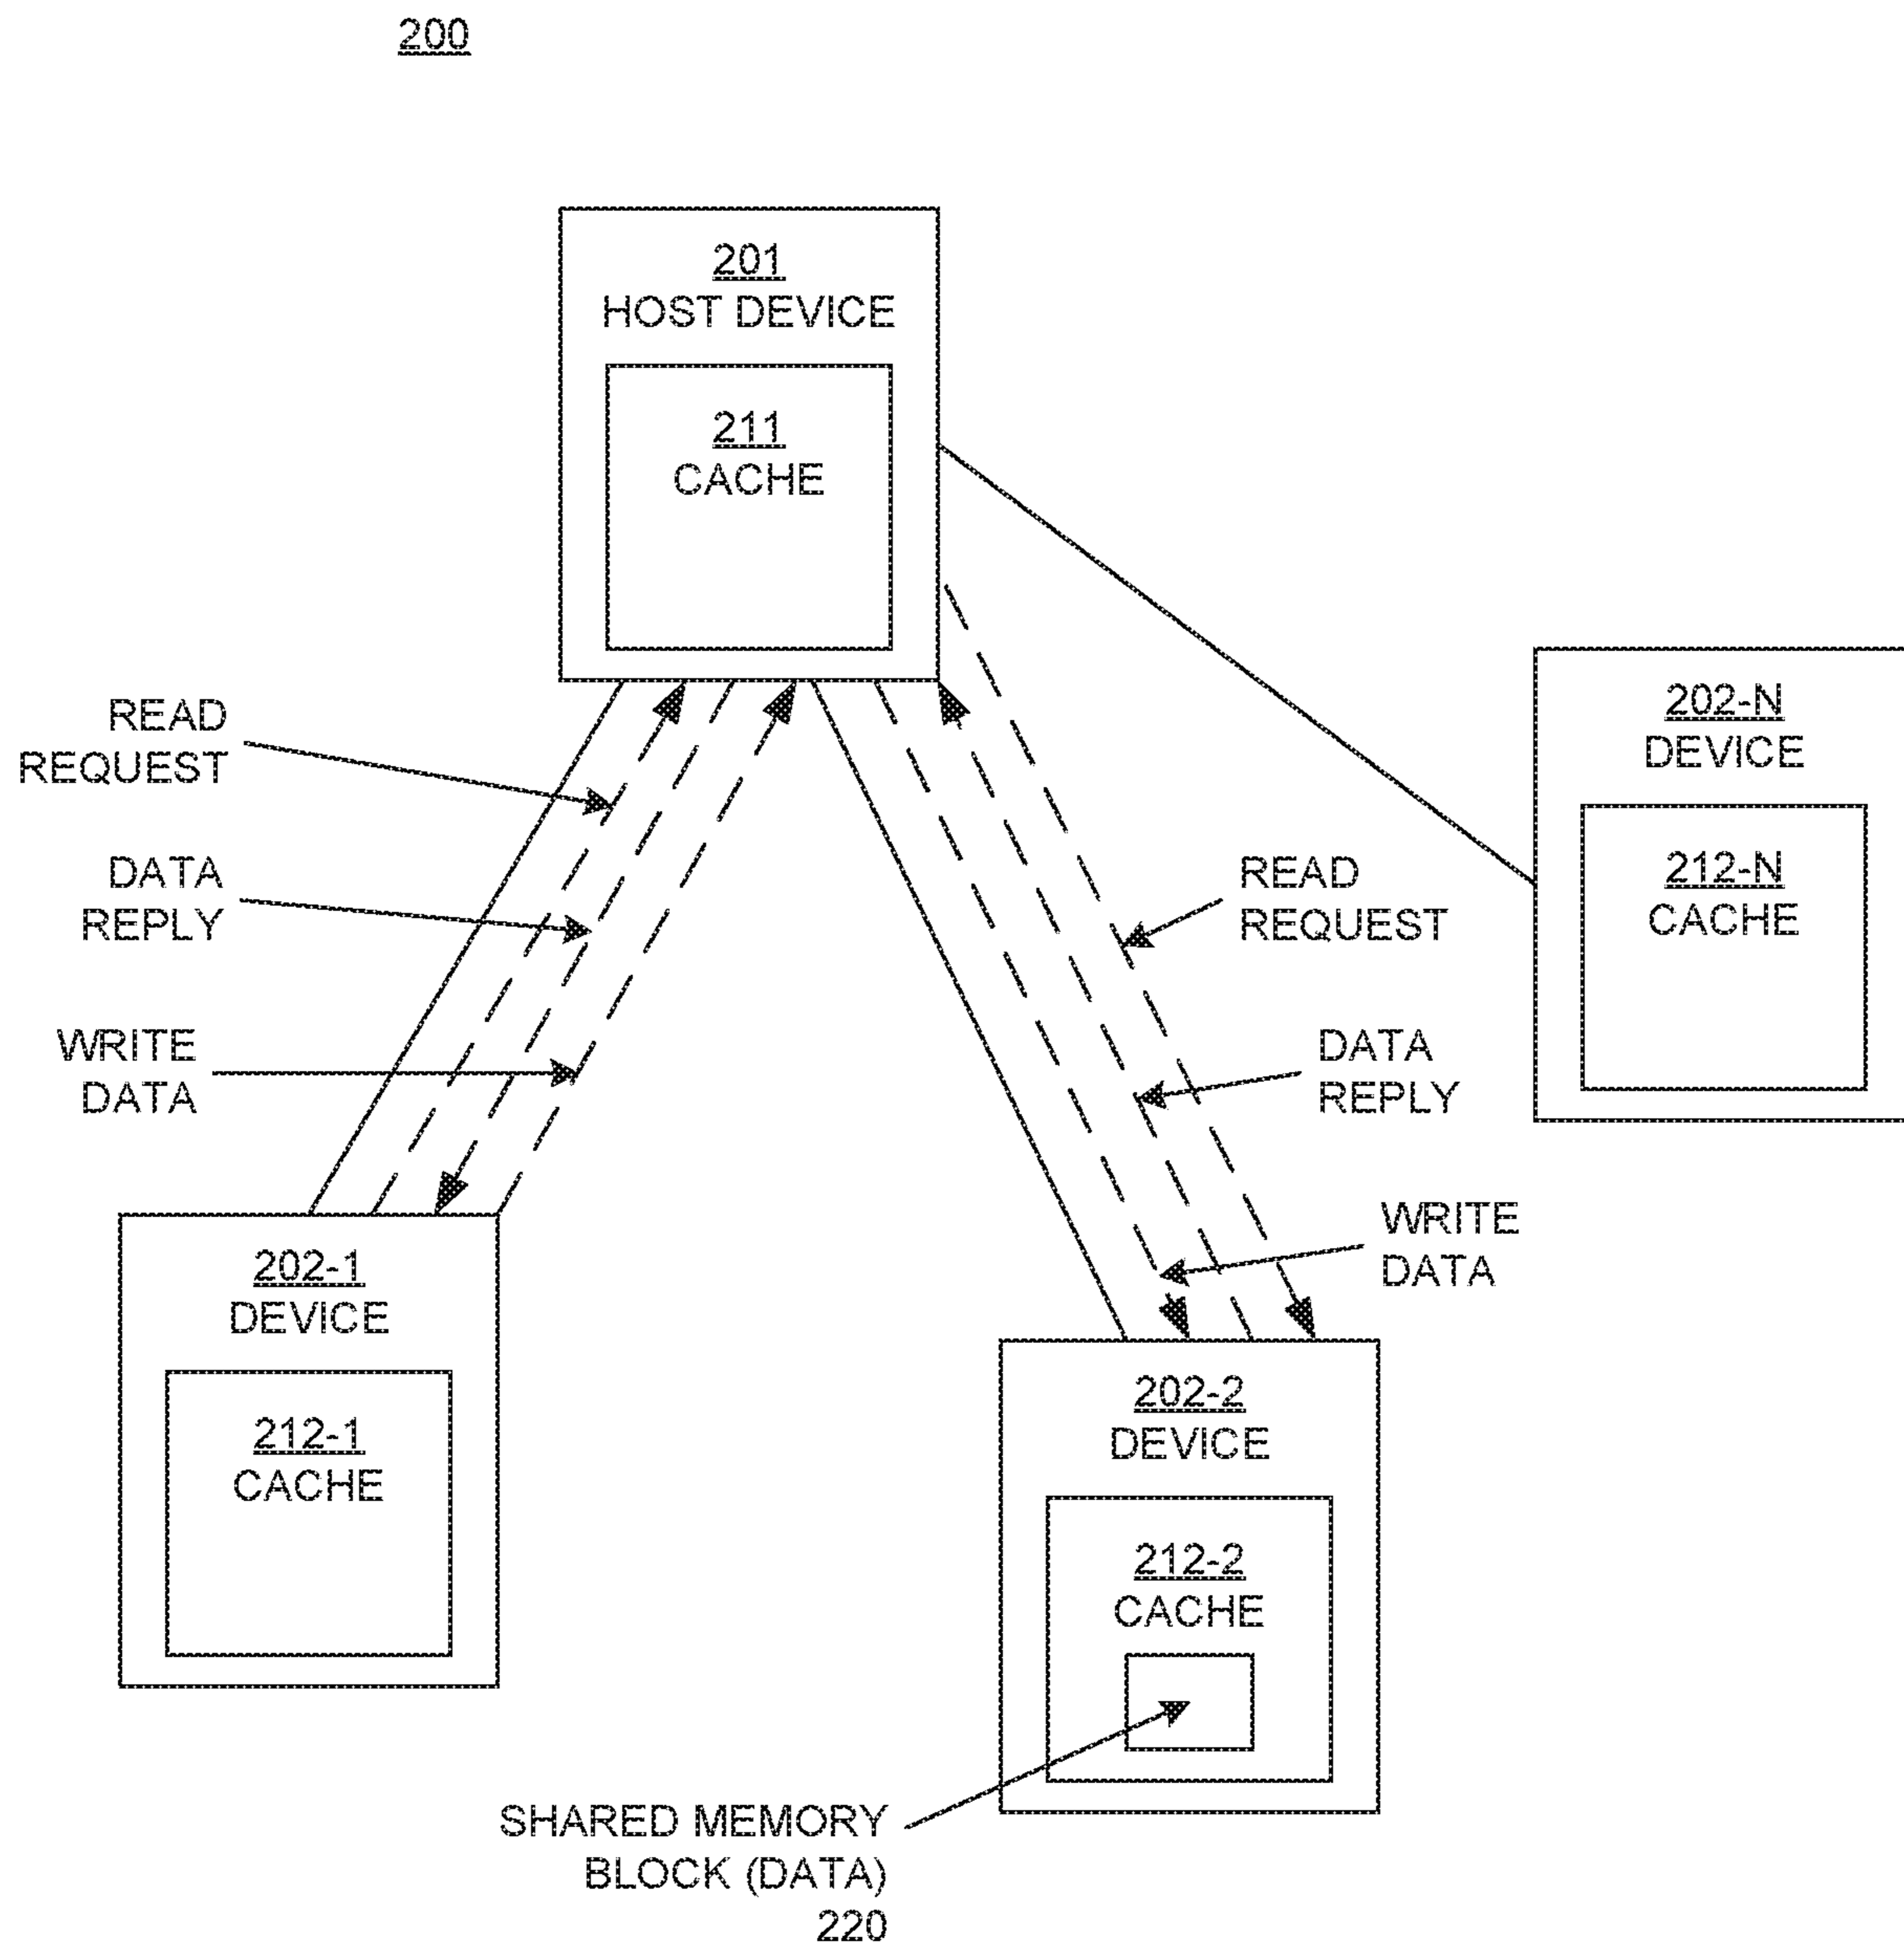 200
201
HOST DEVICE
211
CACHE
READ
REQUEST
DATA
REPLY
WRITE
DATA
READ
REQUEST
DATA
REPLY
WRITE
DATA
202-N
DEVICE
212-N
CACHE
202-1
DEVICE
212-1
CACHE
202-2
DEVICE
212-2
CACHE
SHARED MEMORY
BLOCK (DATA)
220